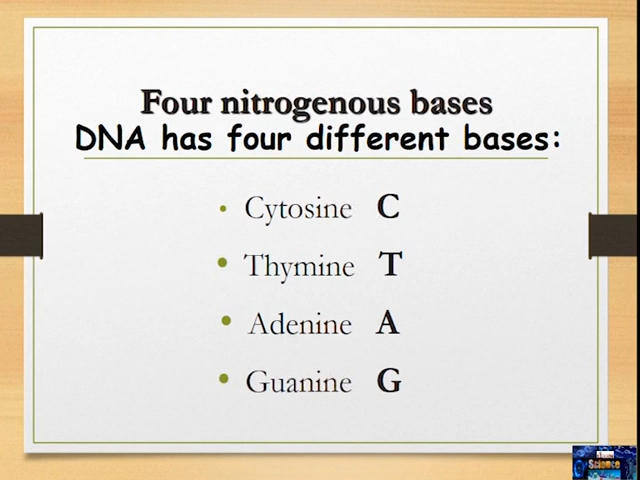 Four nitrogenous bases
DNA has four different bases:
• Cytosine C
• Thymine T
• Adenine A
• Guanine G
Science